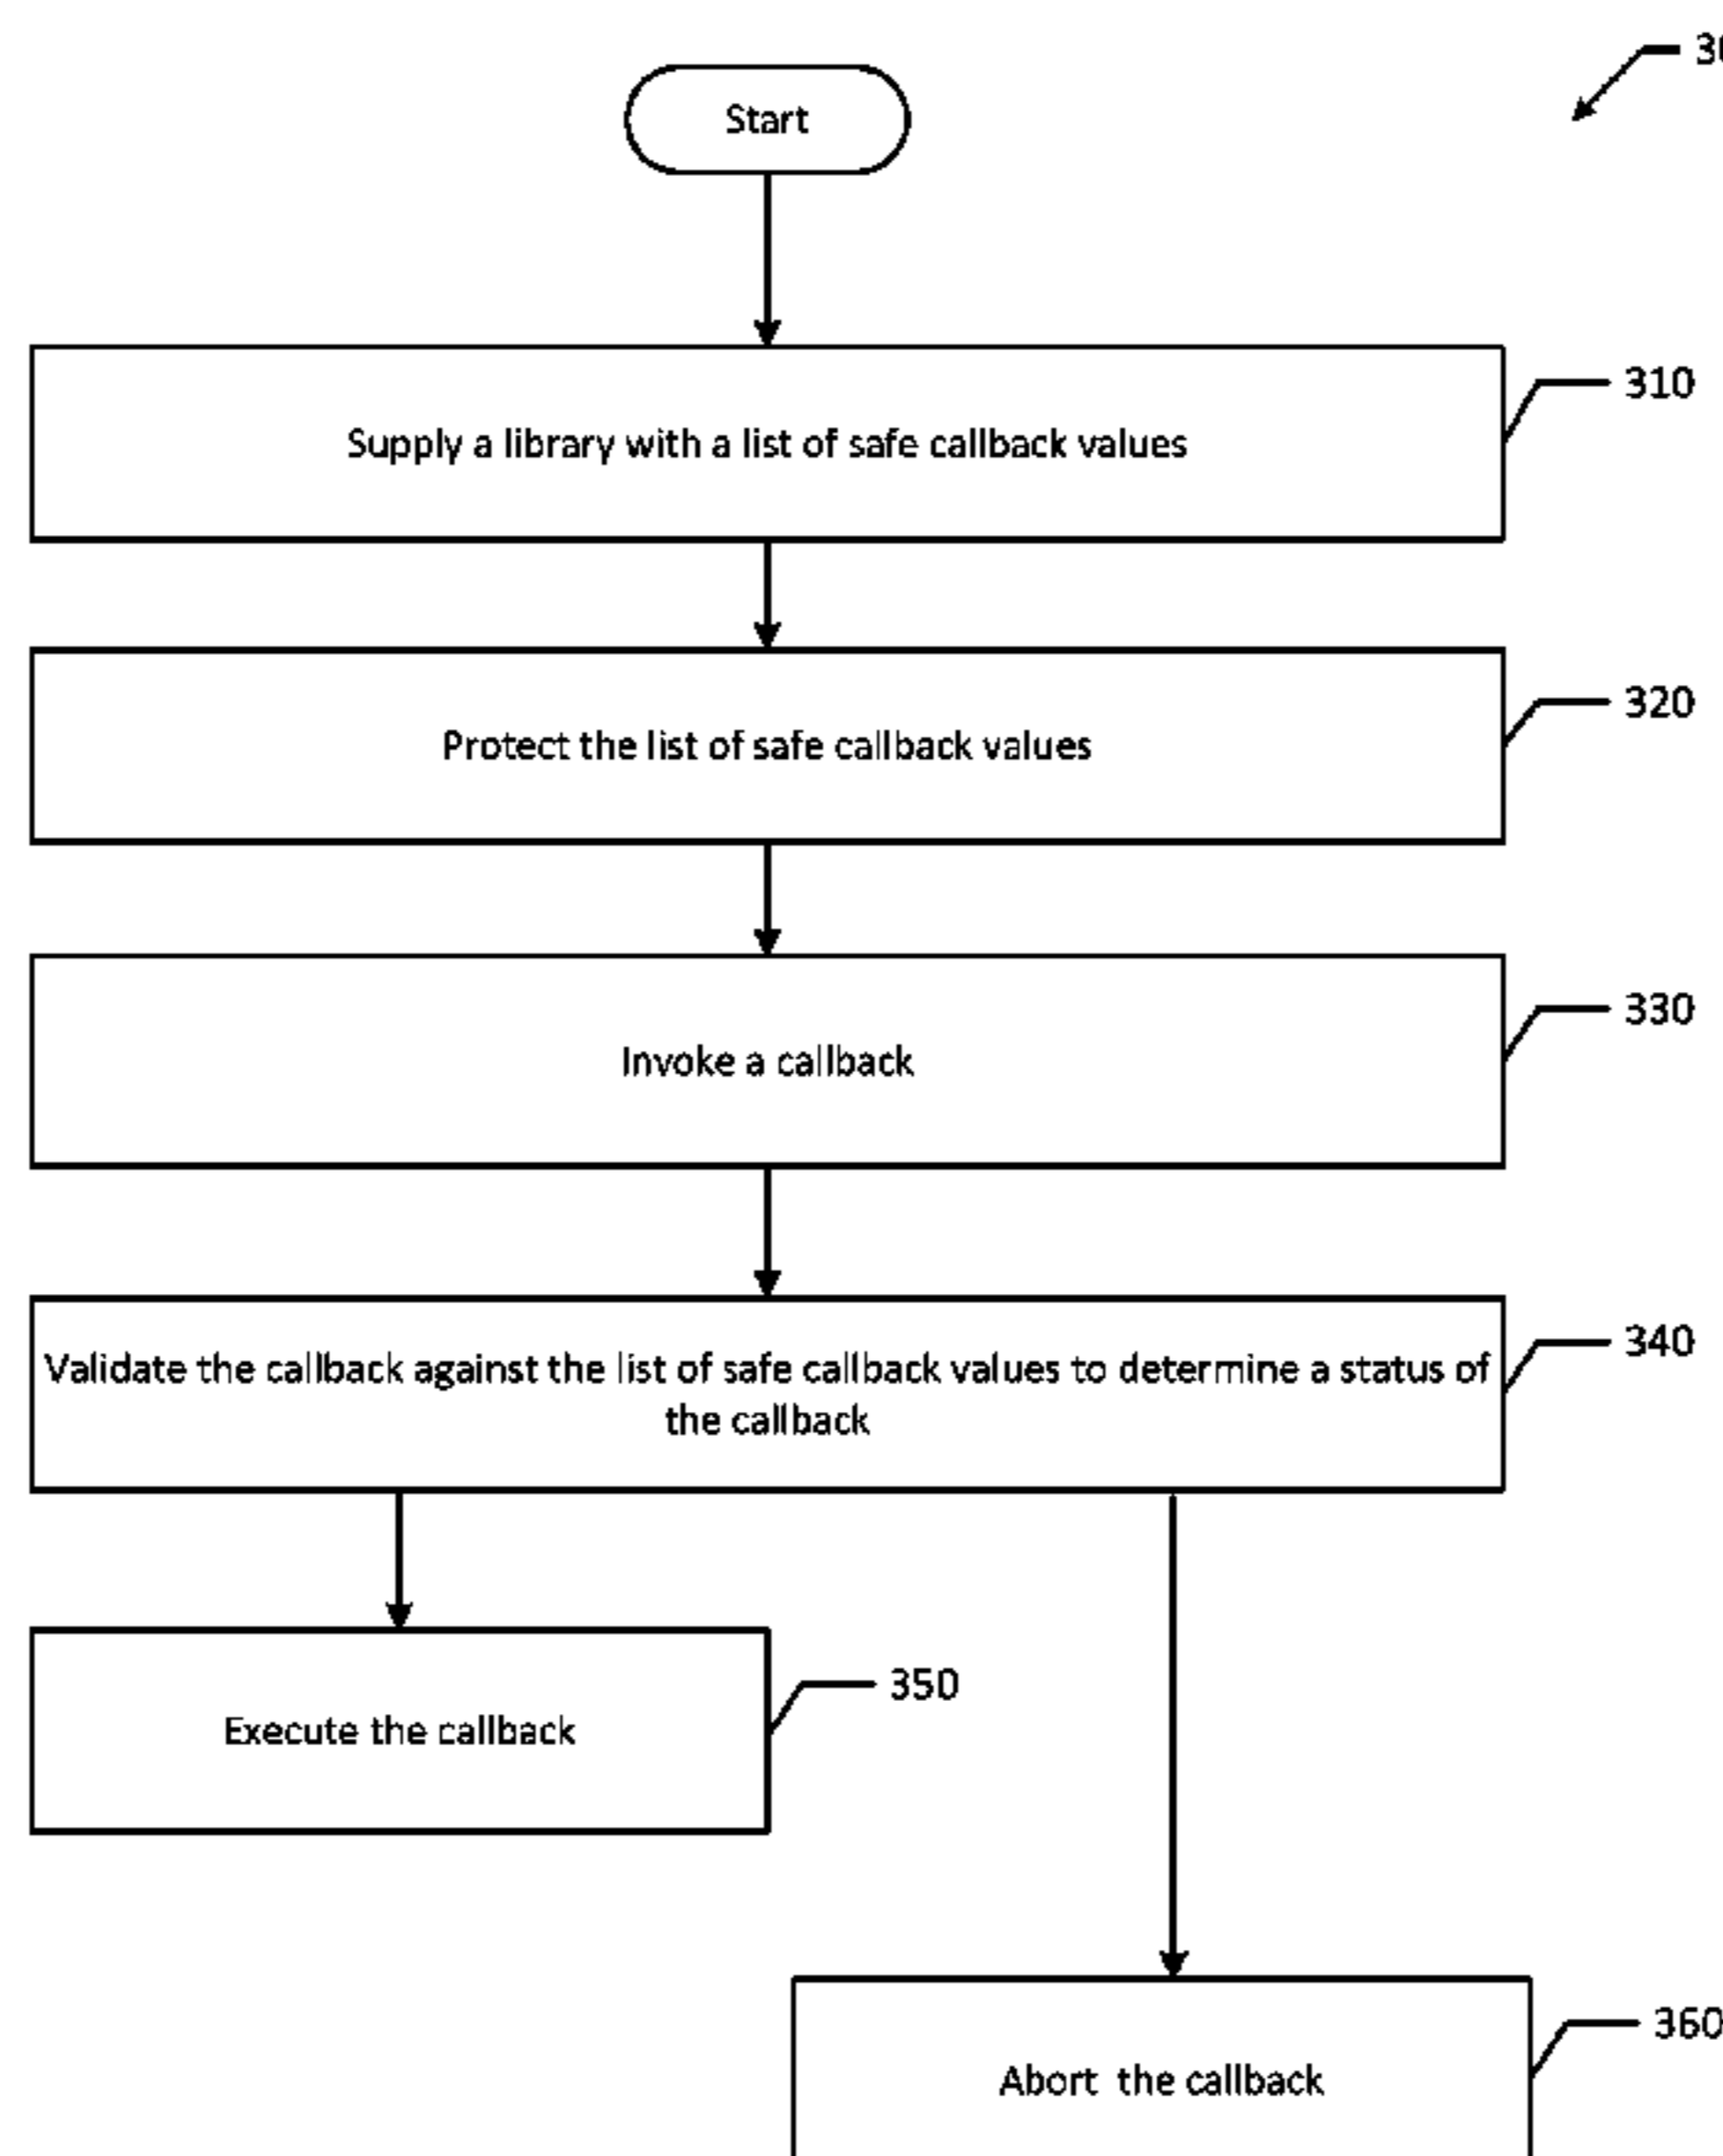 Start
Supply a library with a list of safe callback values
310
Protect the list of safe callback values
320
Invoke a callback
330
Validate the callback against the list of safe callback values to determine a status of
the callback
340
Execute the callback
350
Abort the callback
360